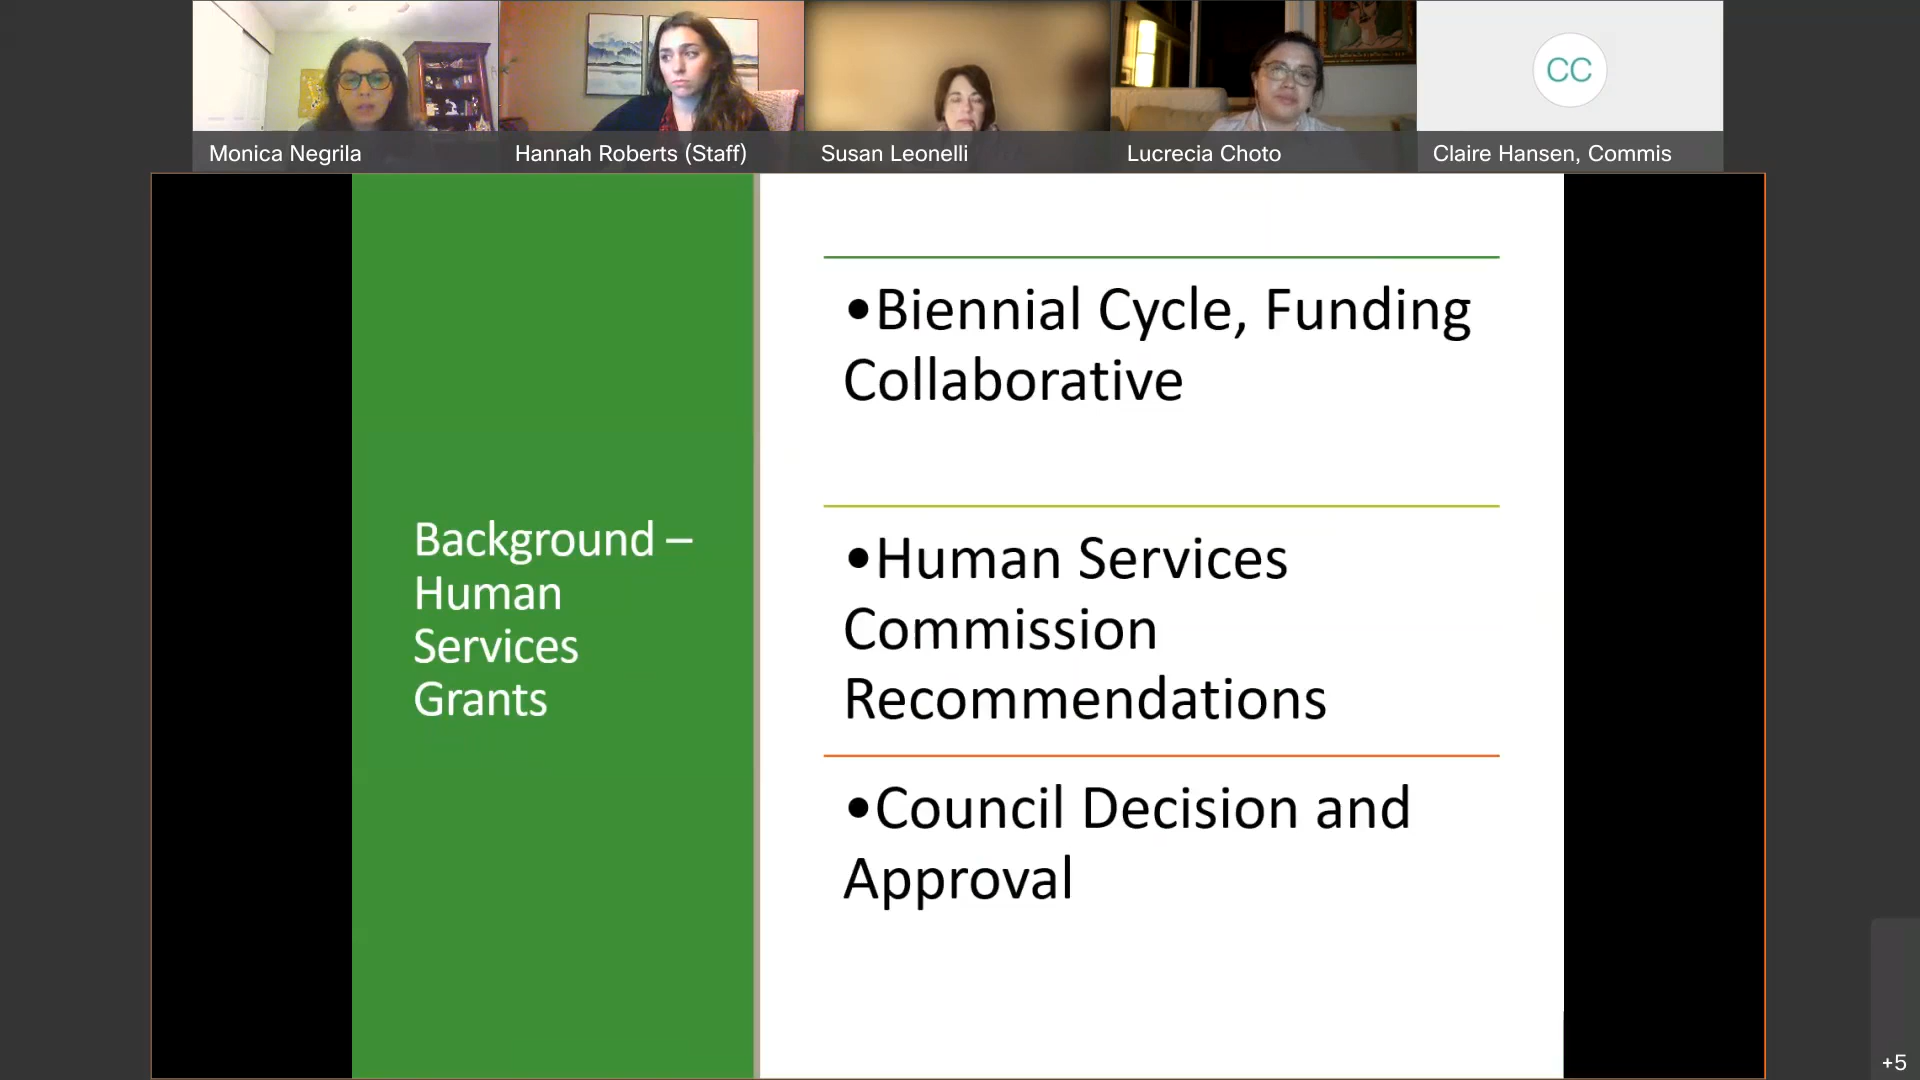 Monica Negrila
Hannah Roberts (Staff)
Susan Leonelli
Lucrecia Choto
CC
Claire Hansen, Commis
Background –
Human
Services
Grants
•Biennial Cycle, Funding
Collaborative
•Human Services
Commission
Recommendations
•Council Decision and
Approval
+5